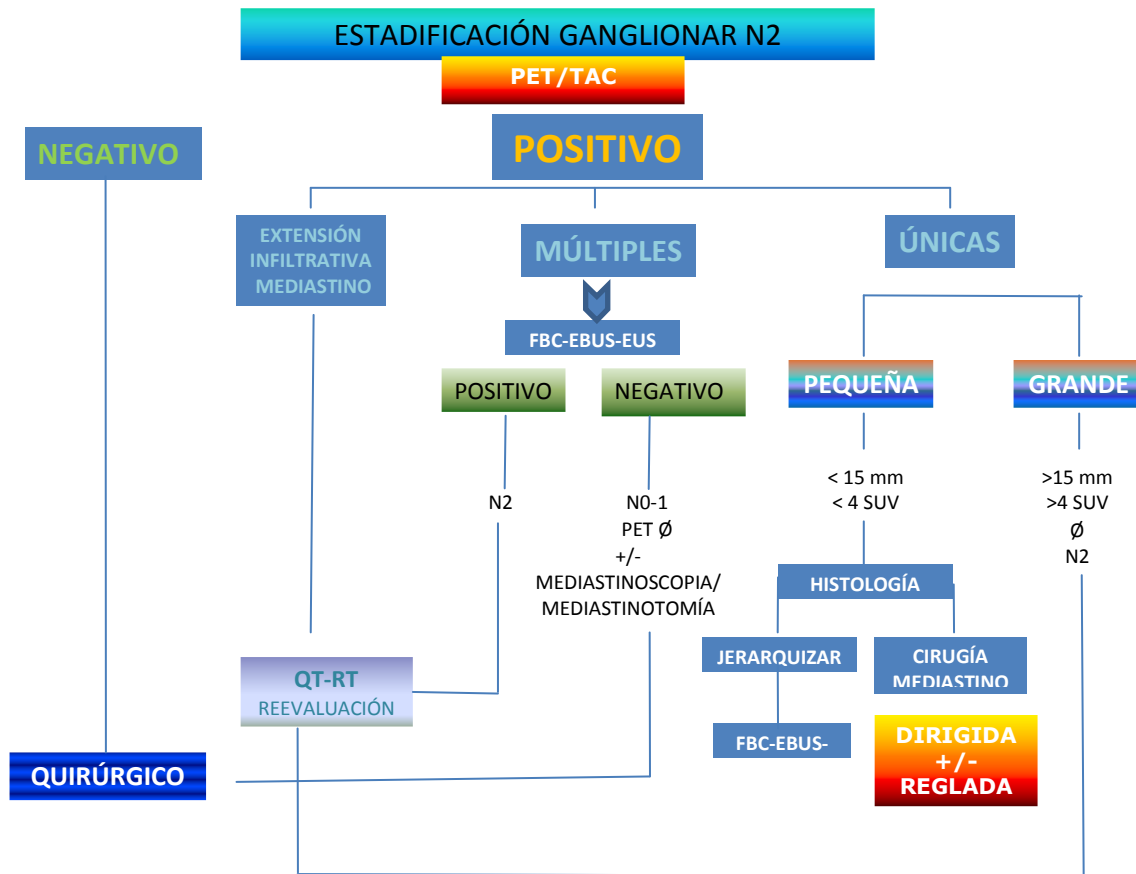 ESTADIFICACIÓN GANGLIONAR N2
PET/TAC
NEGATIVO
POSITIVO
EXTENSIÓN
INFILTRATIVA
MEDIASTINO
MÚLTIPLES
ÚNICAS
FBC-EBUS-EUS
POSITIVO
NEGATIVO
PEQUEÑA
GRANDE
N2
N0-1
PET Ø
+/-
MEDIASTINOSCOPIA/
MEDIASTINOTOMÍA
< 15 mm
< 4 SUV
>15 mm
>4 SUV
Ø
N2
HISTOLOGÍA
JERARQUIZAR
CIRUGÍA
MEDIASTINO
QT-RT
REEVALUACIÓN
FBC-EBUS-
DIRIGIDA
+/-
REGLADA
QUIRÚRGICO